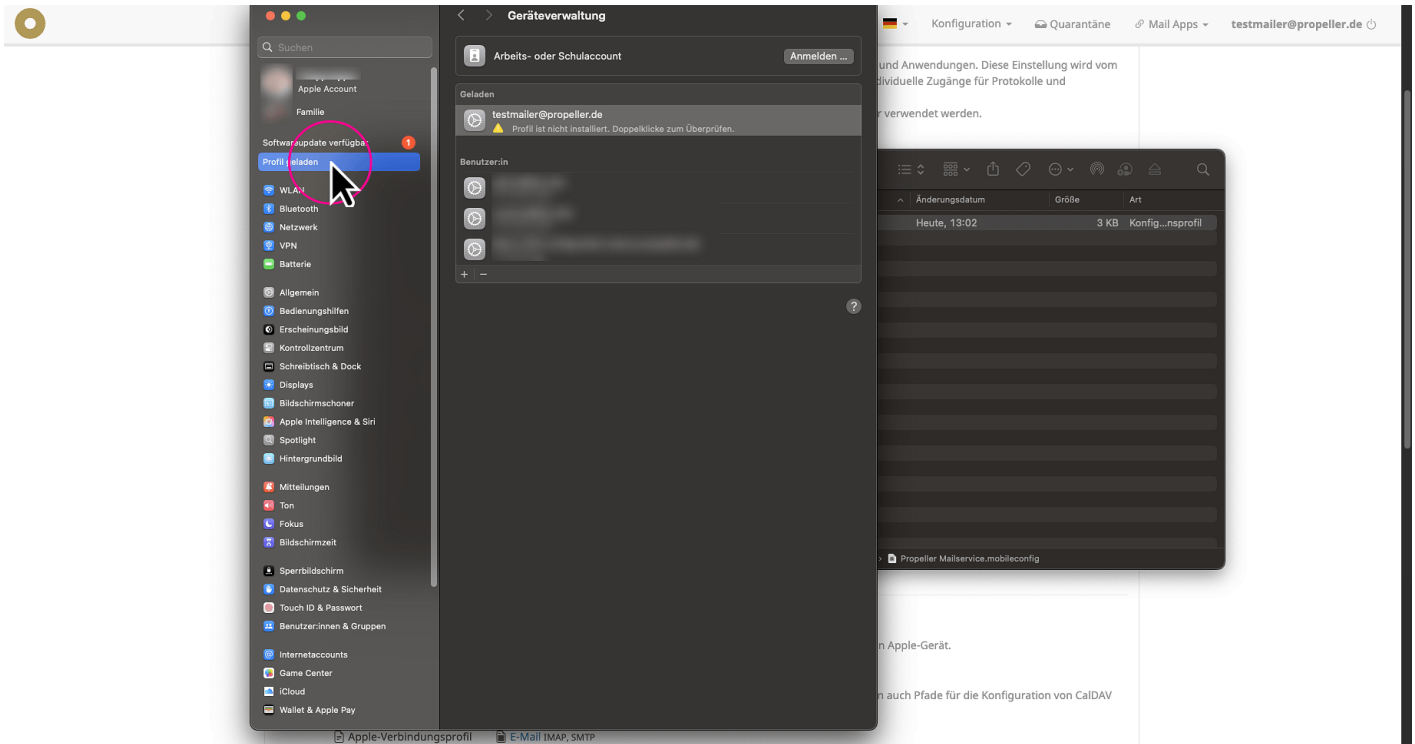 Geräteverwaltung
Suchen
Apple Account
Familie
Softwareupdate verfügbar 1
Profil geladen
WLAN
Bluetooth
Netzwerk
VPN
Batterie
Allgemein
Bedienungshilfen
Erscheinungsbild
Kontrollzentrum
Schreibtisch & Dock
Displays
Bildschirmschoner
Apple Intelligence & Siri
Spotlight
Hintergrundbild
Mitteilungen
Ton
Fokus
Bildschirmzeit
Sperrbildschirm
Datenschutz & Sicherheit
Touch ID & Passwort
Benutzer:innen & Gruppen
Internetaccounts
Game Center
iCloud
Wallet & Apple Pay
Arbeits- oder Schulaccount
Anmelden ...
Geladen
testmailer@propeller.de
Profil ist nicht installiert. Doppelklicke zum Überprüfen.
Benutzer:in
+ −
?
Konfiguration
Quarantäne
Mail Apps
testmailer@propeller.de
und Anwendungen. Diese Einstellung wird vom
dividuelle Zugänge für Protokolle und
r verwendet werden.
Änderungsdatum
Größe
Art
Heute, 13:02
3 KB
Konfig...nsprofil
Propeller Mailservice.mobileconfig
n Apple-Gerät.
n auch Pfade für die Konfiguration von CalDAV
Apple-Verbindungsprofil
E-Mail IMAP, SMTP